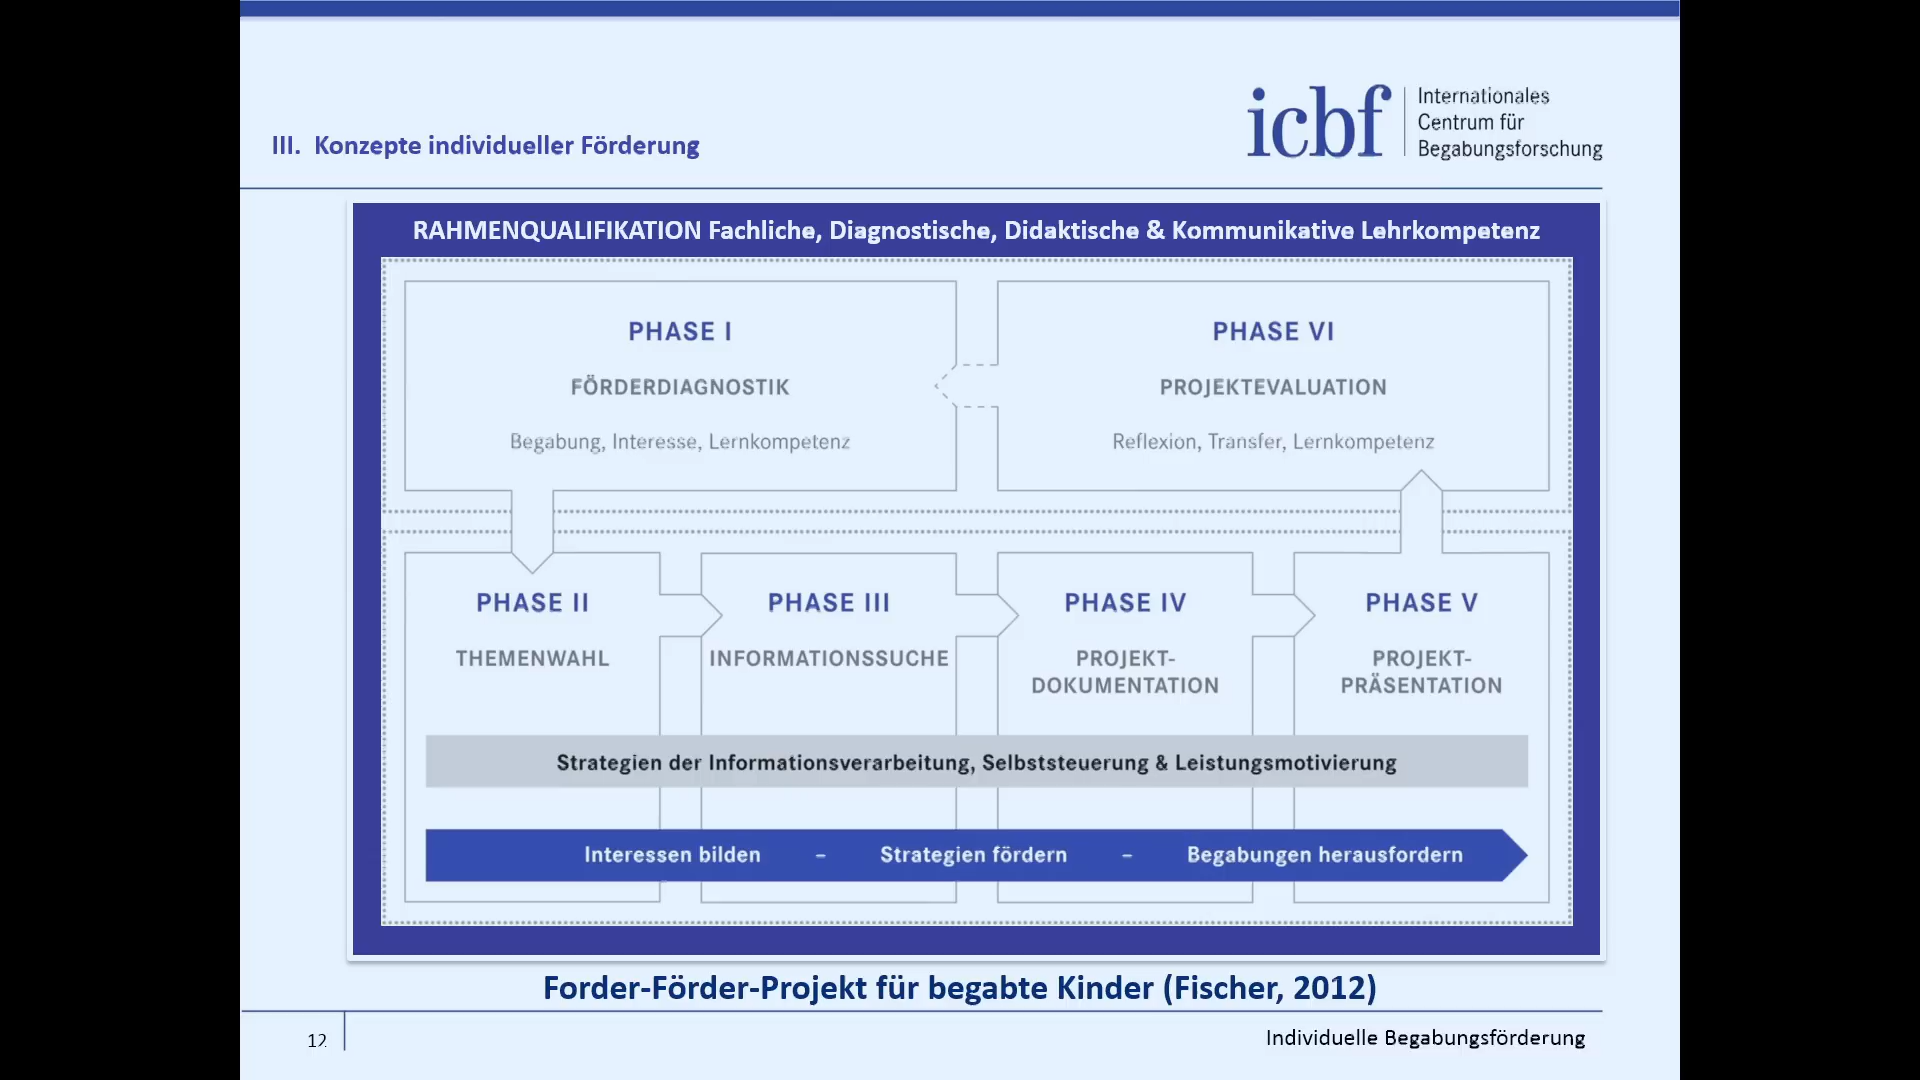 III. Konzepte individueller Förderung
icbf
Internationales
Centrum für
Begabungsforschung
RAHMENQUALIFIKATION Fachliche, Diagnostische, Didaktische & Kommunikative Lehrkompetenz
PHASE I
FÖRDERDIAGNOSTIK
Begabung, Interesse, Lernkompetenz
PHASE VI
PROJEKTEVALUATION
Reflexion, Transfer, Lernkompetenz
PHASE II
THEMENWAHL
PHASE III
INFORMATIONSSUCHE
PHASE IV
PROJEKT-
DOKUMENTATION
PHASE V
PROJEKT-
PRÄSENTATION
Strategien der Informationsverarbeitung, Selbststeuerung & Leistungsmotivierung
Interessen bilden – Strategien fördern – Begabungen herausfordern
Forder-Förder-Projekt für begabte Kinder (Fischer, 2012)
12
Individuelle Begabungsförderung